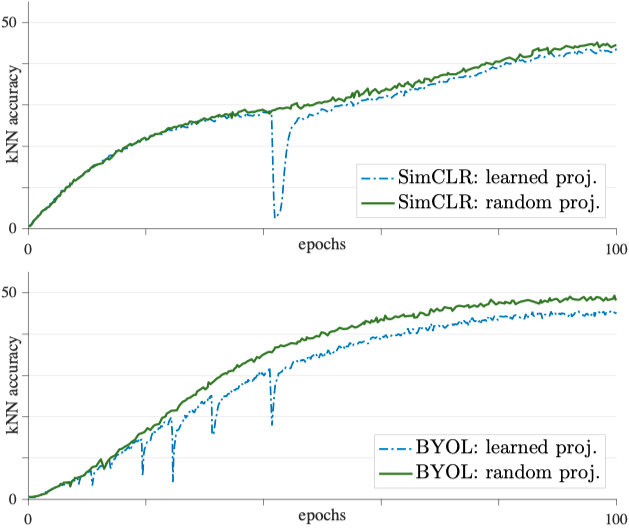 50
kNN accuracy
SimCLR: learned proj.
SimCLR: random proj.
0
0
epochs
100
50
kNN accuracy
BYOL: learned proj.
BYOL: random proj.
0
0
epochs
100